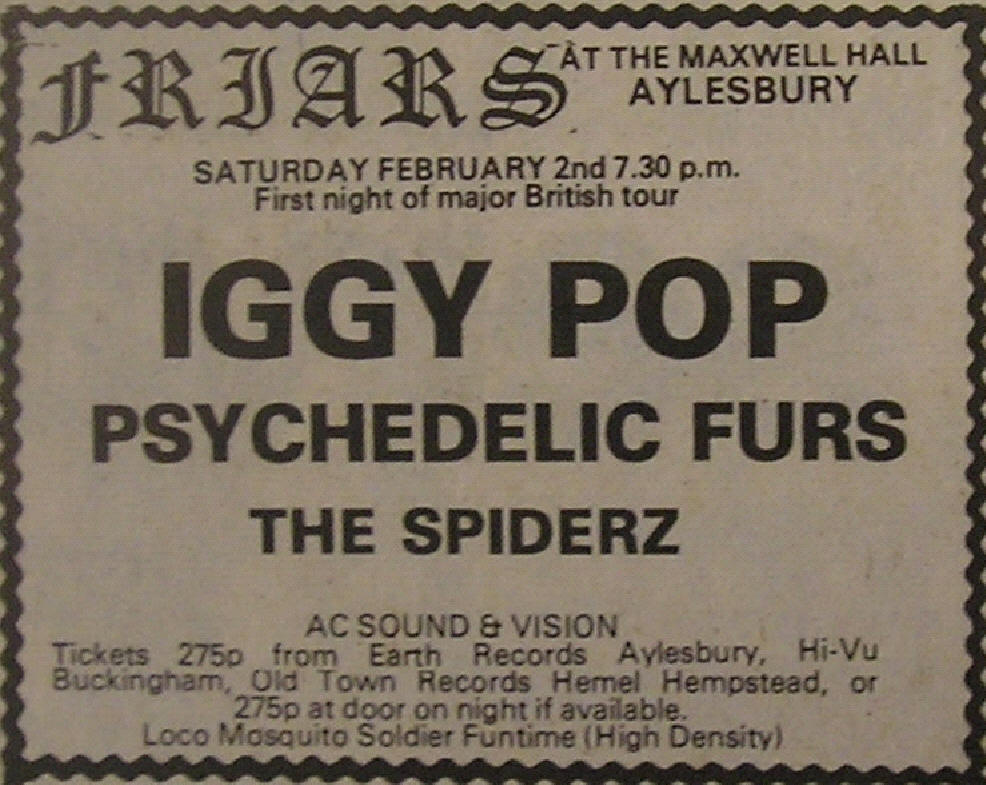 FRIARS AT THE MAXWELL HALL
AYLESBURY
SATURDAY FEBRUARY 2nd 7.30 p.m.
First night of major British tour
IGGY POP
PSYCHEDELIC FURS
THE SPIDERZ
AC SOUND & VISION
Tickets 275p from Earth Records Aylesbury, Hi-Vu
Buckingham, Old Town Records Hemel Hempstead, or
275p at door on night if available.
Loco Mosquito Soldier Funtime (High Density)